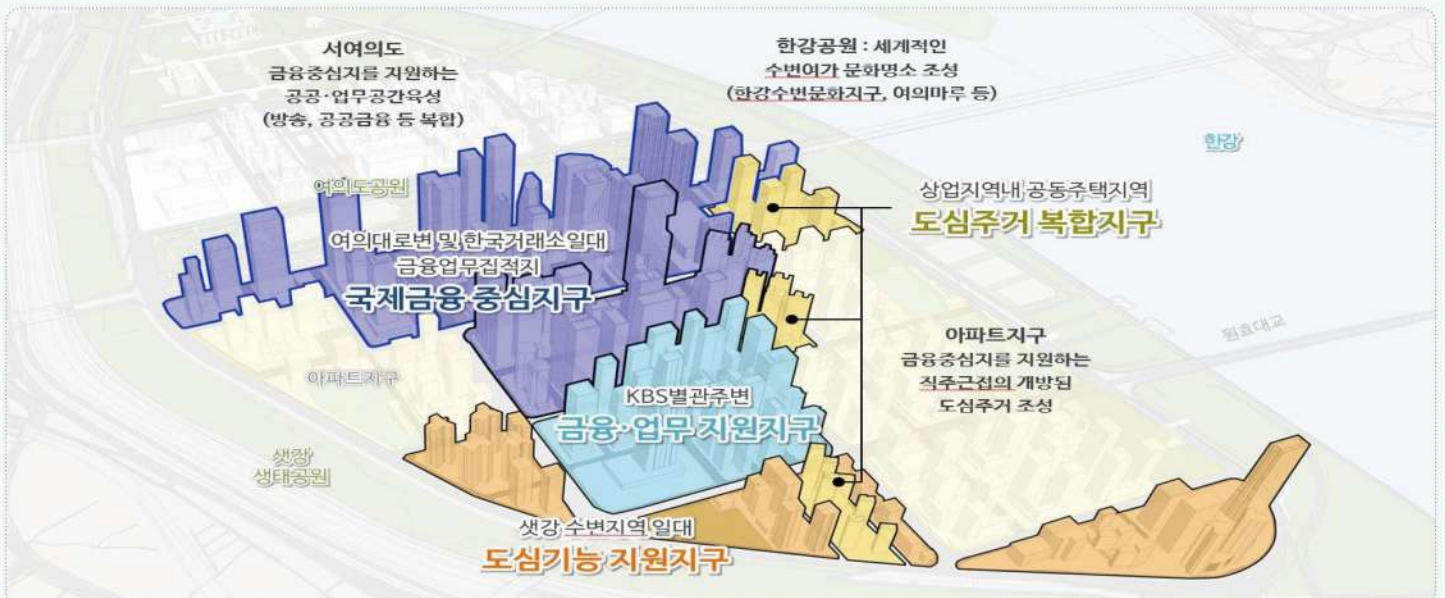 서여의도
금융중심지를 지원하는
공공·업무공간육성
(방송, 공공금융 등 복합)
한강공원 : 세계적인
수변여가 문화명소 조성
(한강수변문화지구, 여의마루 등)
한강
여의도공원
상업지역내 공동주택지역
도심주거 복합지구
여의대로변 및 한국거래소일대
금융업무집적지
국제금융 중심지구
원효대교
아파트지구
금융중심지를 지원하는
직주근접의 개방된
도심주거 조성
아파트지구
KBS별관주변
금융·업무 지원지구
샛강
생태공원
샛강 수변지역 일대
도심기능 지원지구